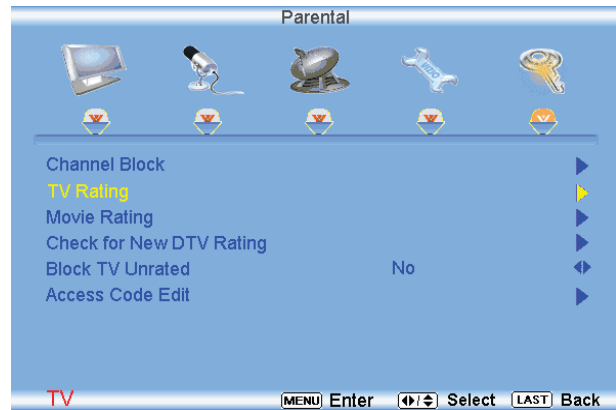 Parental
VIZIO
Channel Block
TV Rating
Movie Rating
Check for New DTV Rating
Block TV Unrated No
Access Code Edit
TV MENU Enter / Select LAST Back